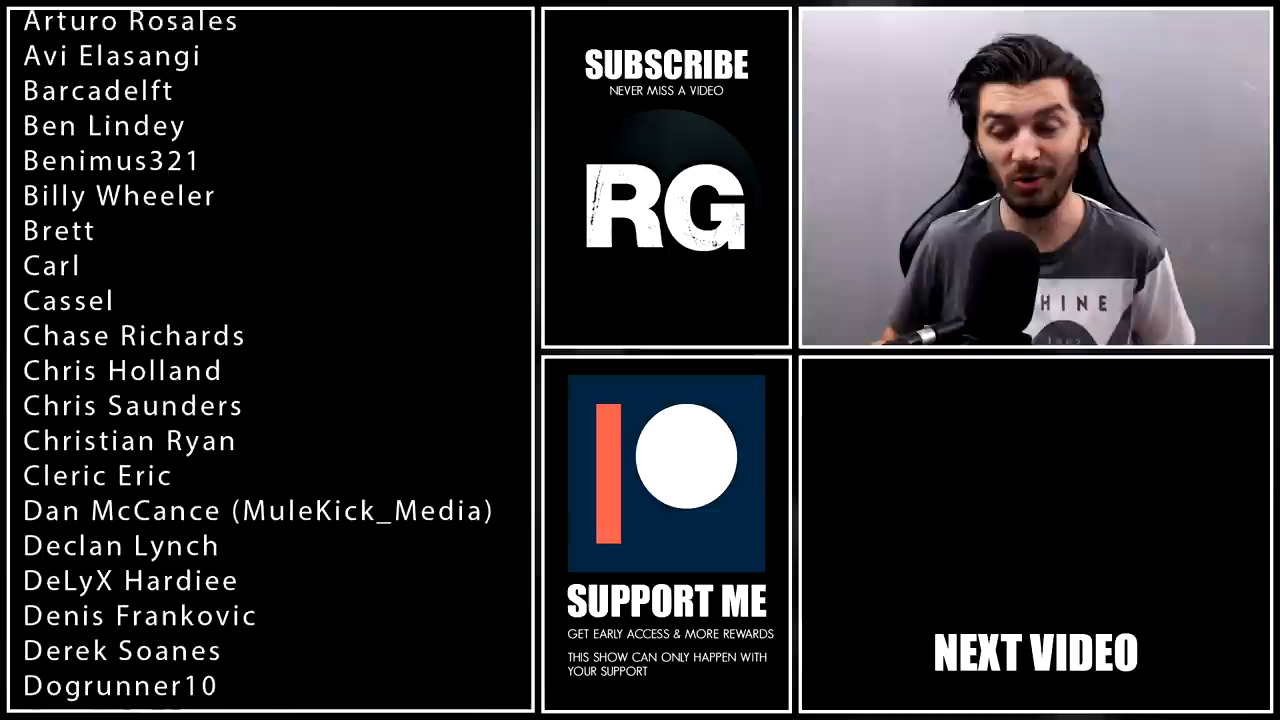 Arturo Rosales
Avi Elasangi
Barcadelft
Ben Lindey
Benimus321
Billy Wheeler
Brett
Carl
Cassel
Chase Richards
Chris Holland
Chris Saunders
Christian Ryan
Cleric Eric
Dan McCance (MuleKick_Media)
Declan Lynch
DeLyX Hardiee
Denis Frankovic
Derek Soanes
Dogrunner10
SUBSCRIBE
NEVER MISS A VIDEO
RG
SUPPORT ME
GET EARLY ACCESS & MORE REWARDS
THIS SHOW CAN ONLY HAPPEN WITH
YOUR SUPPORT
HINE
NEXT VIDEO